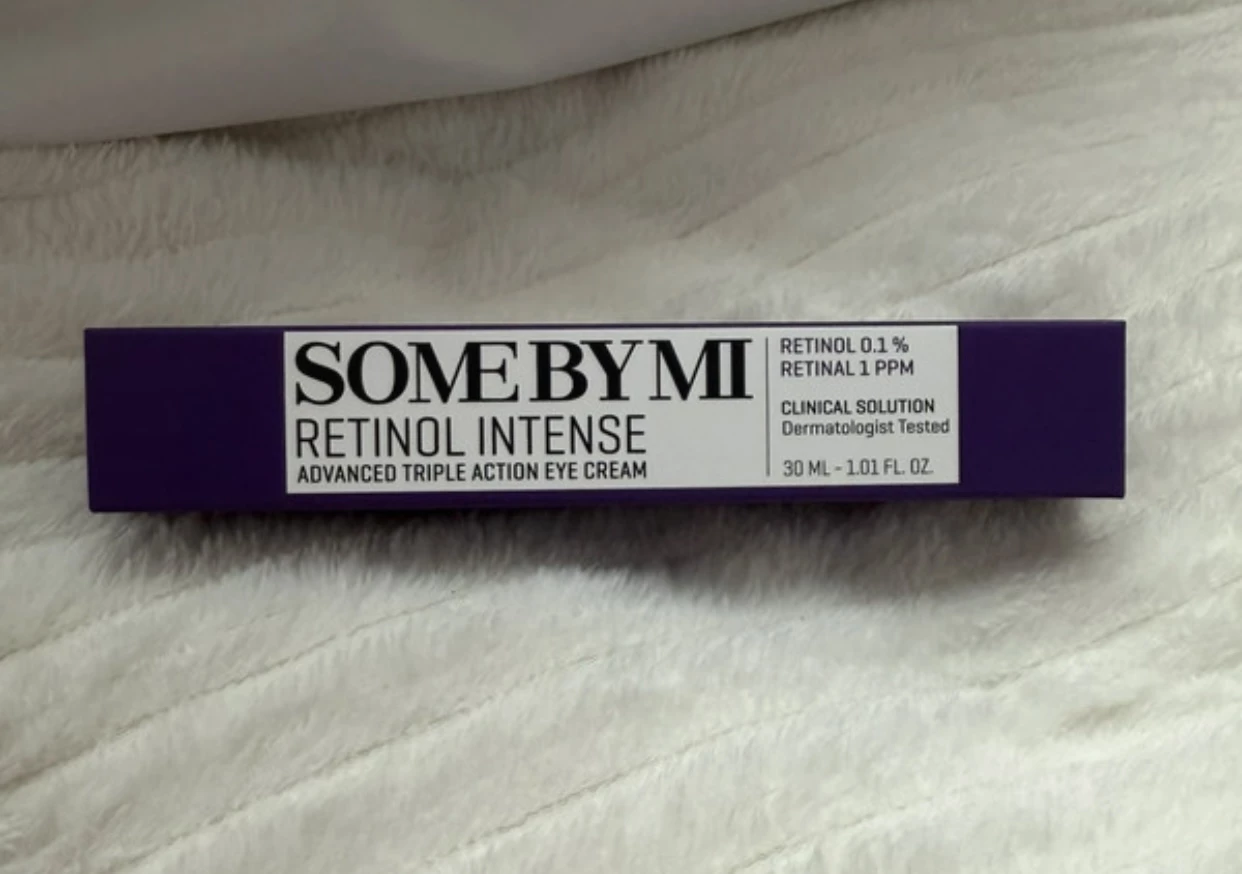 SOME BY MI
RETINOL INTENSE
ADVANCED TRIPLE ACTION EYE CREAM
RETINOL 0.1 %
RETINAL 1 PPM
CLINICAL SOLUTION
Dermatologist Tested
30 ML - 1.01 FL. OZ.